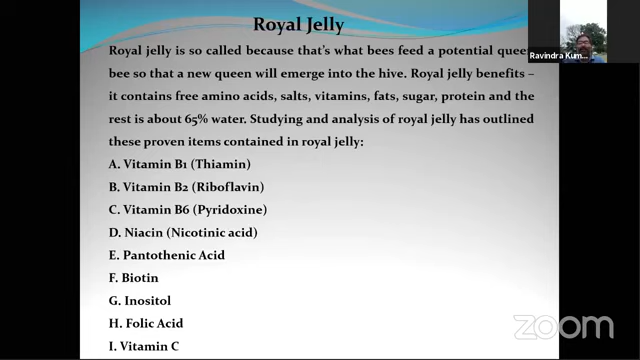 Royal Jelly
Royal jelly is so called because that's what bees feed a potential queen
bee so that a new queen will emerge into the hive. Royal jelly benefits –
it contains free amino acids, salts, vitamins, fats, sugar, protein and the
rest is about 65% water. Studying and analysis of royal jelly has outlined
these proven items contained in royal jelly:
A. Vitamin B1 (Thiamin)
B. Vitamin B2 (Riboflavin)
C. Vitamin B6 (Pyridoxine)
D. Niacin (Nicotinic acid)
E. Pantothenic Acid
F. Biotin
G. Inositol
H. Folic Acid
I. Vitamin C
Ravindra Kum...
zoom